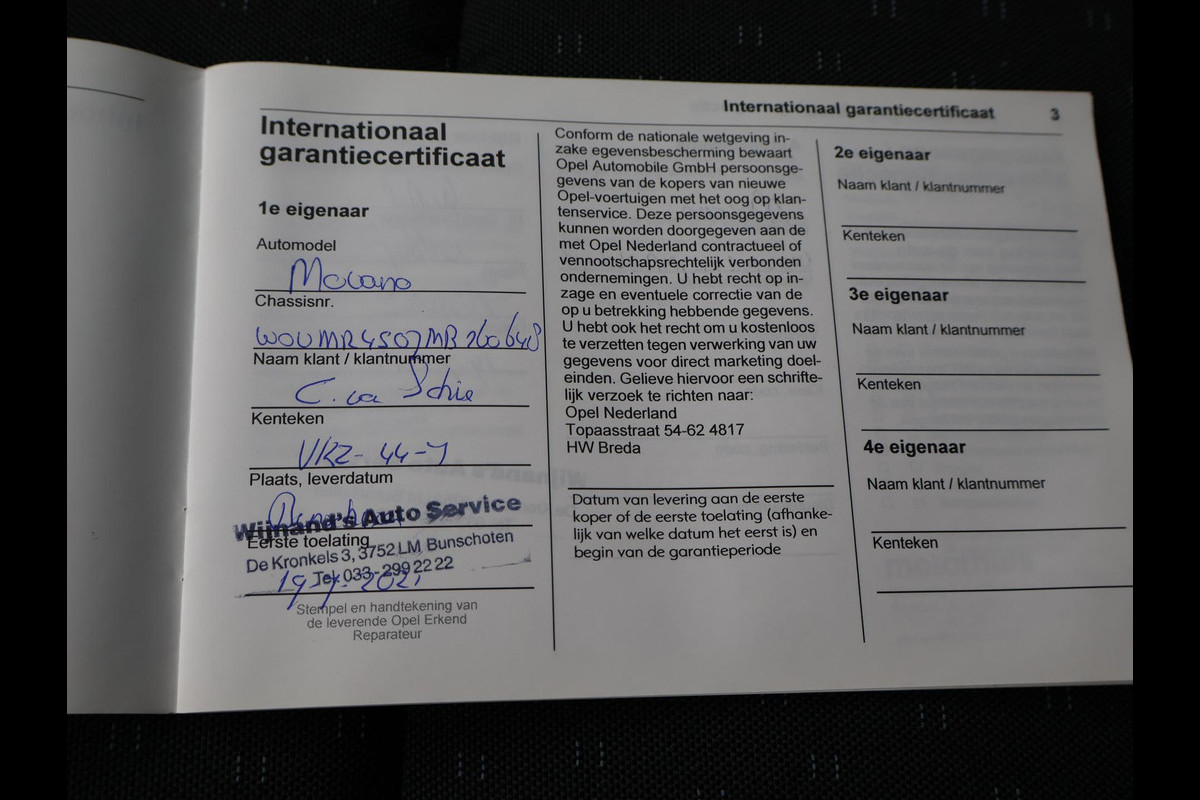 Internationaal garantiecertificaat 3
Internationaal
garantiecertificaat
1e eigenaar
Automodel
Movano
Chassisnr.
Naam klant / klantnummer
C. va Schie
Kenteken
VKZ-44-J
Plaats, leverdatum
Wijnand's Auto Service
Eerste toelating
De Kronkels 3, 3752 LM Bunschoten
Tel. 033 - 299 22 22
Stempel en handtekening van
de leverende Opel Erkend
Reparateur
Conform de nationale wetgeving in-
zake egevensbescherming bewaart
Opel Automobile GmbH persoonsge-
gevens van de kopers van nieuwe
Opel-voertuigen met het oog op klan-
tenservice. Deze persoonsgegevens
kunnen worden doorgegeven aan de
met Opel Nederland contractueel of
vennootschapsrechtelijk verbonden
ondernemingen. U hebt recht op in-
zage en eventuele correctie van de
op u betrekking hebbende gegevens.
U hebt ook het recht om u kosteloos
te verzetten tegen verwerking van uw
gegevens voor direct marketing doel-
einden. Gelieve hiervoor een schrifte-
lijk verzoek te richten naar:
Opel Nederland
Topaasstraat 54-62 4817
HW Breda
Datum van levering aan de eerste
koper of de eerste toelating (afhanke-
lijk van welke datum het eerst is) en
begin van de garantieperiode
2e eigenaar
Naam klant / klantnummer
Kenteken
3e eigenaar
Naam klant / klantnummer
Kenteken
4e eigenaar
Naam klant / klantnummer
Kenteken